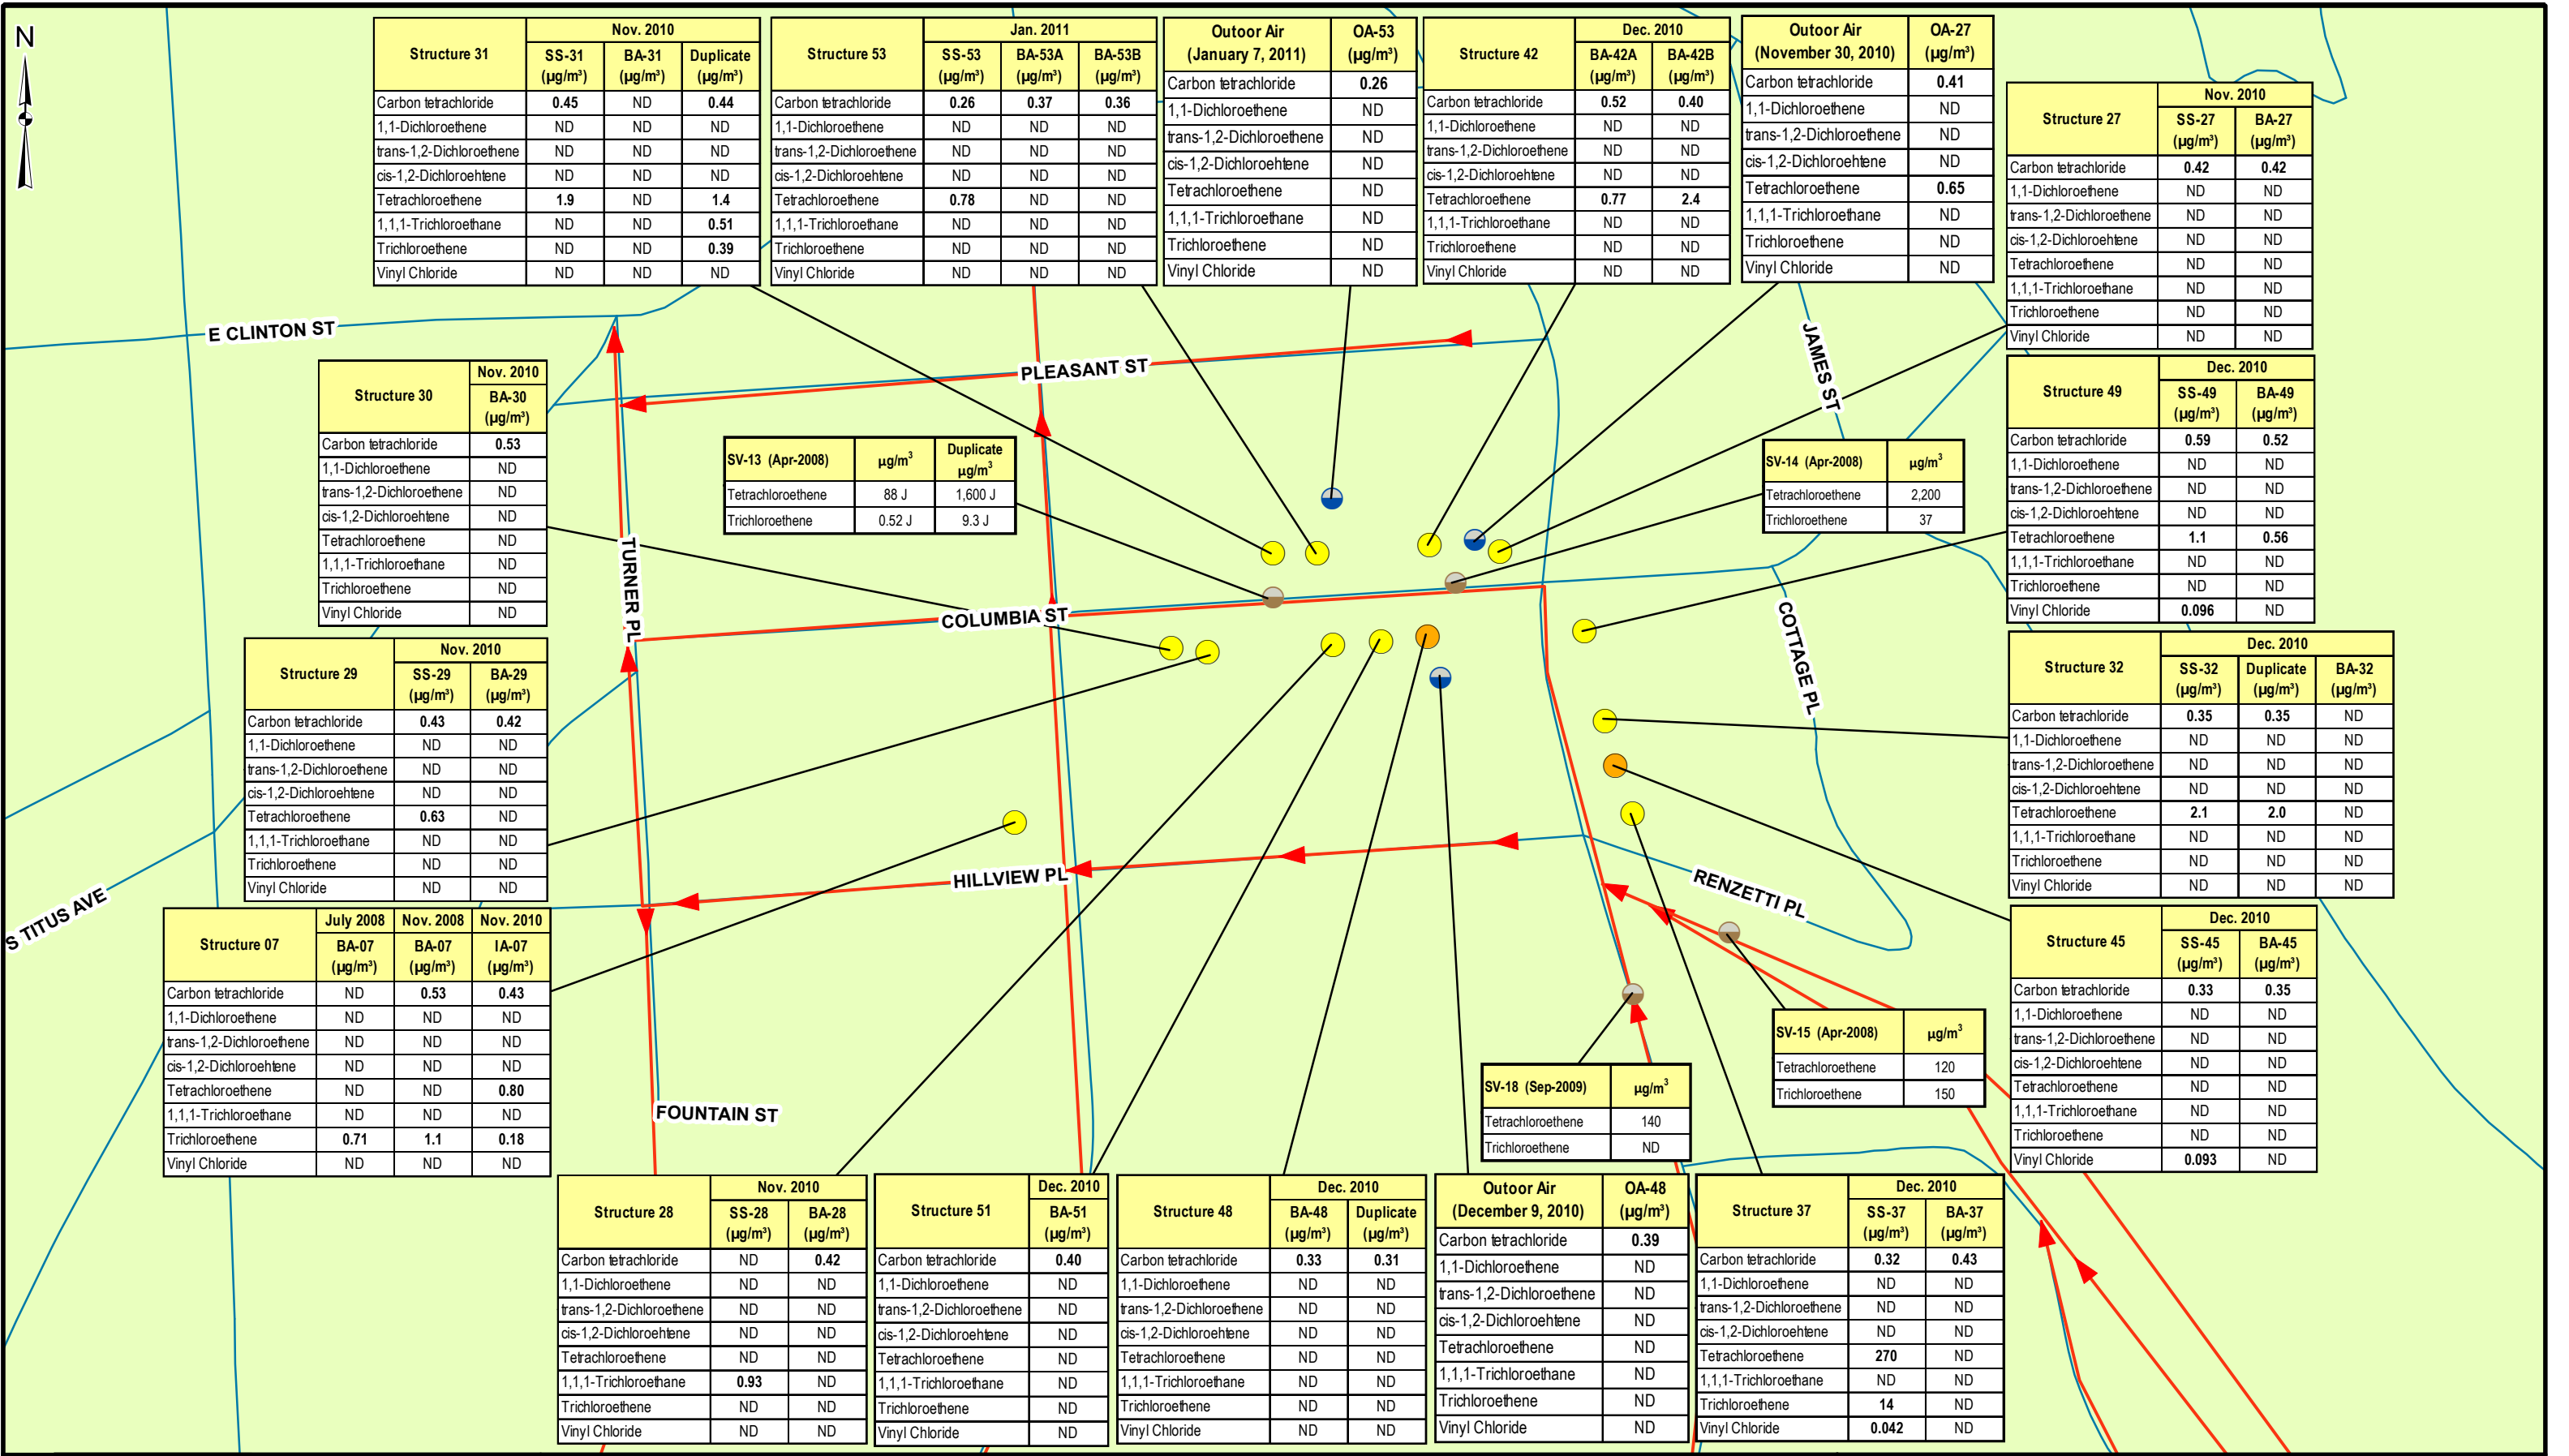 N
Structure 31 Nov. 2010
SS-31 (µg/m³) BA-31 (µg/m³) Duplicate (µg/m³)
Carbon tetrachloride 0.45 ND 0.44
1,1-Dichloroethene ND ND ND
trans-1,2-Dichloroethene ND ND ND
cis-1,2-Dichloroehtene ND ND ND
Tetrachloroethene 1.9 ND 1.4
1,1,1-Trichloroethane ND ND 0.51
Trichloroethene ND ND 0.39
Vinyl Chloride ND ND ND
Structure 53 Jan. 2011
SS-53 (µg/m³) BA-53A (µg/m³) BA-53B (µg/m³)
Carbon tetrachloride 0.26 0.37 0.36
1,1-Dichloroethene ND ND ND
trans-1,2-Dichloroethene ND ND ND
cis-1,2-Dichloroehtene ND ND ND
Tetrachloroethene 0.78 ND ND
1,1,1-Trichloroethane ND ND ND
Trichloroethene ND ND ND
Vinyl Chloride ND ND ND
Outoor Air (January 7, 2011) OA-53 (µg/m³)
Carbon tetrachloride 0.26
1,1-Dichloroethene ND
trans-1,2-Dichloroethene ND
cis-1,2-Dichloroehtene ND
Tetrachloroethene ND
1,1,1-Trichloroethane ND
Trichloroethene ND
Vinyl Chloride ND
Structure 42 Dec. 2010
BA-42A (µg/m³) BA-42B (µg/m³)
Carbon tetrachloride 0.52 0.40
1,1-Dichloroethene ND ND
trans-1,2-Dichloroethene ND ND
cis-1,2-Dichloroehtene ND ND
Tetrachloroethene 0.77 2.4
1,1,1-Trichloroethane ND ND
Trichloroethene ND ND
Vinyl Chloride ND ND
Outoor Air (November 30, 2010) OA-27 (µg/m³)
Carbon tetrachloride 0.41
1,1-Dichloroethene ND
trans-1,2-Dichloroethene ND
cis-1,2-Dichloroehtene ND
Tetrachloroethene 0.65
1,1,1-Trichloroethane ND
Trichloroethene ND
Vinyl Chloride ND
Structure 27 Nov. 2010
SS-27 (µg/m³) BA-27 (µg/m³)
Carbon tetrachloride 0.42 0.42
1,1-Dichloroethene ND ND
trans-1,2-Dichloroethene ND ND
cis-1,2-Dichloroehtene ND ND
Tetrachloroethene ND ND
1,1,1-Trichloroethane ND ND
Trichloroethene ND ND
Vinyl Chloride ND ND
E CLINTON ST
PLEASANT ST
JAMES ST
Structure 30 Nov. 2010
BA-30 (µg/m³)
Carbon tetrachloride 0.53
1,1-Dichloroethene ND
trans-1,2-Dichloroethene ND
cis-1,2-Dichloroehtene ND
Tetrachloroethene ND
1,1,1-Trichloroethane ND
Trichloroethene ND
Vinyl Chloride ND
SV-13 (Apr-2008) µg/m³ Duplicate µg/m³
Tetrachloroethene 88 J 1,600 J
Trichloroethene 0.52 J 9.3 J
SV-14 (Apr-2008) µg/m³
Tetrachloroethene 2,200
Trichloroethene 37
Structure 49 Dec. 2010
SS-49 (µg/m³) BA-49 (µg/m³)
Carbon tetrachloride 0.59 0.52
1,1-Dichloroethene ND ND
trans-1,2-Dichloroethene ND ND
cis-1,2-Dichloroehtene ND ND
Tetrachloroethene 1.1 0.56
1,1,1-Trichloroethane ND ND
Trichloroethene ND ND
Vinyl Chloride 0.096 ND
TURNER PL
COLUMBIA ST
COTTAGE PL
Structure 29 Nov. 2010
SS-29 (µg/m³) BA-29 (µg/m³)
Carbon tetrachloride 0.43 0.42
1,1-Dichloroethene ND ND
trans-1,2-Dichloroethene ND ND
cis-1,2-Dichloroehtene ND ND
Tetrachloroethene 0.63 ND
1,1,1-Trichloroethane ND ND
Trichloroethene ND ND
Vinyl Chloride ND ND
Structure 32 Dec. 2010
SS-32 (µg/m³) Duplicate (µg/m³) BA-32 (µg/m³)
Carbon tetrachloride 0.35 0.35 ND
1,1-Dichloroethene ND ND ND
trans-1,2-Dichloroethene ND ND ND
cis-1,2-Dichloroehtene ND ND ND
Tetrachloroethene 2.1 2.0 ND
1,1,1-Trichloroethane ND ND ND
Trichloroethene ND ND ND
Vinyl Chloride ND ND ND
HILLVIEW PL
RENZETTI PL
S TITUS AVE
Structure 07 July 2008 Nov. 2008 Nov. 2010
BA-07 (µg/m³) BA-07 (µg/m³) IA-07 (µg/m³)
Carbon tetrachloride ND 0.53 0.43
1,1-Dichloroethene ND ND ND
trans-1,2-Dichloroethene ND ND ND
cis-1,2-Dichloroehtene ND ND ND
Tetrachloroethene ND ND 0.80
1,1,1-Trichloroethane ND ND ND
Trichloroethene 0.71 1.1 0.18
Vinyl Chloride ND ND ND
Structure 45 Dec. 2010
SS-45 (µg/m³) BA-45 (µg/m³)
Carbon tetrachloride 0.33 0.35
1,1-Dichloroethene ND ND
trans-1,2-Dichloroethene ND ND
cis-1,2-Dichloroehtene ND ND
Tetrachloroethene ND ND
1,1,1-Trichloroethane ND ND
Trichloroethene ND ND
Vinyl Chloride 0.093 ND
SV-15 (Apr-2008) µg/m³
Tetrachloroethene 120
Trichloroethene 150
SV-18 (Sep-2009) µg/m³
Tetrachloroethene 140
Trichloroethene ND
FOUNTAIN ST
Structure 28 Nov. 2010
SS-28 (µg/m³) BA-28 (µg/m³)
Carbon tetrachloride ND 0.42
1,1-Dichloroethene ND ND
trans-1,2-Dichloroethene ND ND
cis-1,2-Dichloroehtene ND ND
Tetrachloroethene ND ND
1,1,1-Trichloroethane 0.93 ND
Trichloroethene ND ND
Vinyl Chloride ND ND
Structure 51 Dec. 2010
BA-51 (µg/m³)
Carbon tetrachloride 0.40
1,1-Dichloroethene ND
trans-1,2-Dichloroethene ND
cis-1,2-Dichloroehtene ND
Tetrachloroethene ND
1,1,1-Trichloroethane ND
Trichloroethene ND
Vinyl Chloride ND
Structure 48 Dec. 2010
BA-48 (µg/m³) Duplicate (µg/m³)
Carbon tetrachloride 0.33 0.31
1,1-Dichloroethene ND ND
trans-1,2-Dichloroethene ND ND
cis-1,2-Dichloroehtene ND ND
Tetrachloroethene ND ND
1,1,1-Trichloroethane ND ND
Trichloroethene ND ND
Vinyl Chloride ND ND
Outoor Air (December 9, 2010) OA-48 (µg/m³)
Carbon tetrachloride 0.39
1,1-Dichloroethene ND
trans-1,2-Dichloroethene ND
cis-1,2-Dichloroehtene ND
Tetrachloroethene ND
1,1,1-Trichloroethane ND
Trichloroethene ND
Vinyl Chloride ND
Structure 37 Dec. 2010
SS-37 (µg/m³) BA-37 (µg/m³)
Carbon tetrachloride 0.32 0.43
1,1-Dichloroethene ND ND
trans-1,2-Dichloroethene ND ND
cis-1,2-Dichloroehtene ND ND
Tetrachloroethene 270 ND
1,1,1-Trichloroethane ND ND
Trichloroethene 14 ND
Vinyl Chloride 0.042 ND